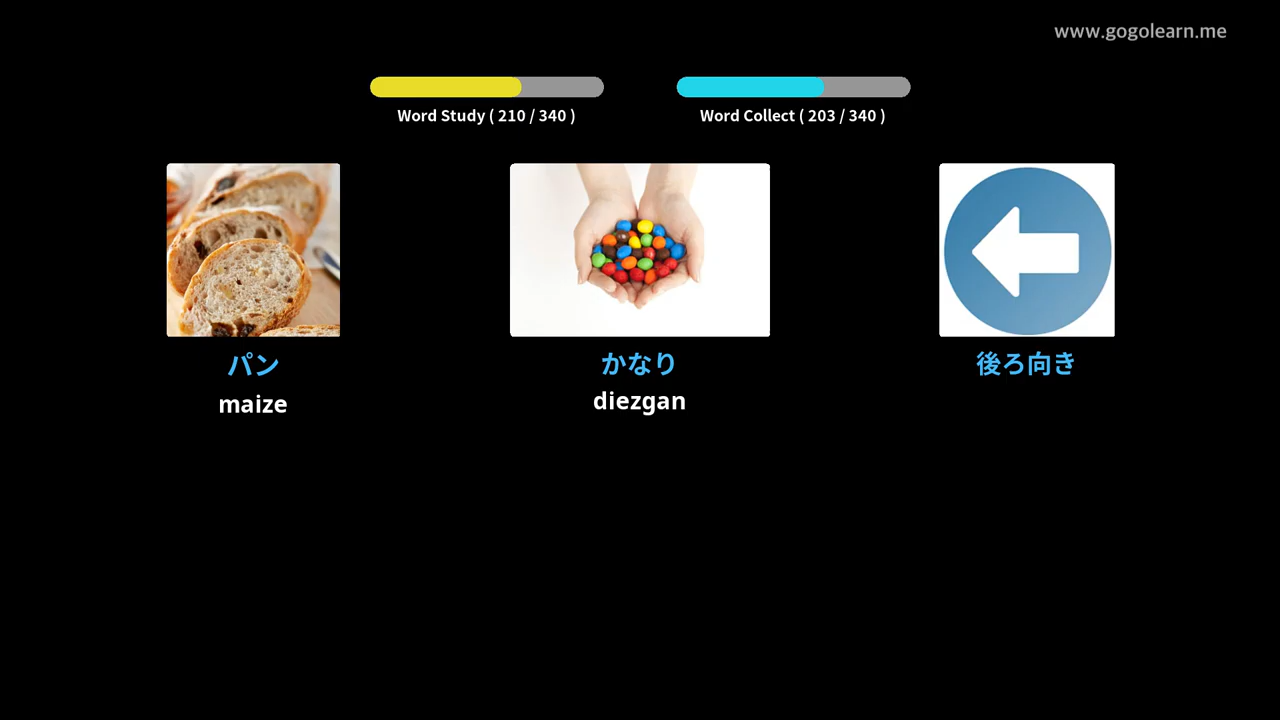 www.gogolearn.me
Word Study ( 210 / 340 )
Word Collect ( 203 / 340 )
パン
かなり
後ろ向き
maize
diezgan